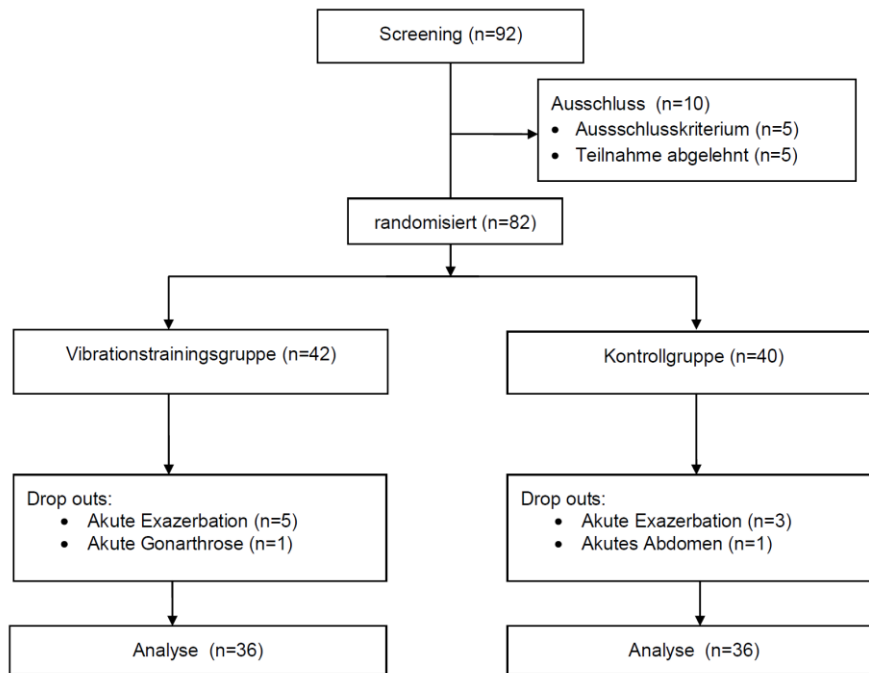 Screening (n=92)
Ausschluss (n=10)
• Aussschlusskriterium (n=5)
• Teilnahme abgelehnt (n=5)
randomisiert (n=82)
Vibrationstrainingsgruppe (n=42)
Kontrollgruppe (n=40)
Drop outs:
• Akute Exazerbation (n=5)
• Akute Gonarthrose (n=1)
Drop outs:
• Akute Exazerbation (n=3)
• Akutes Abdomen (n=1)
Analyse (n=36)
Analyse (n=36)